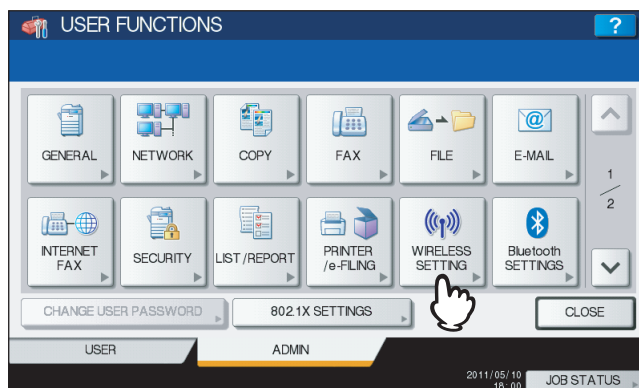 USER FUNCTIONS
?
GENERAL
NETWORK
COPY
FAX
FILE
E-MAIL
1
2
INTERNET
FAX
SECURITY
LIST/REPORT
PRINTER
/e-FILING
WIRELESS
SETTING
Bluetooth
SETTINGS
CHANGE USER PASSWORD
802.1X SETTINGS
CLOSE
USER
ADMIN
2011/05/10
18:00
JOB STATUS